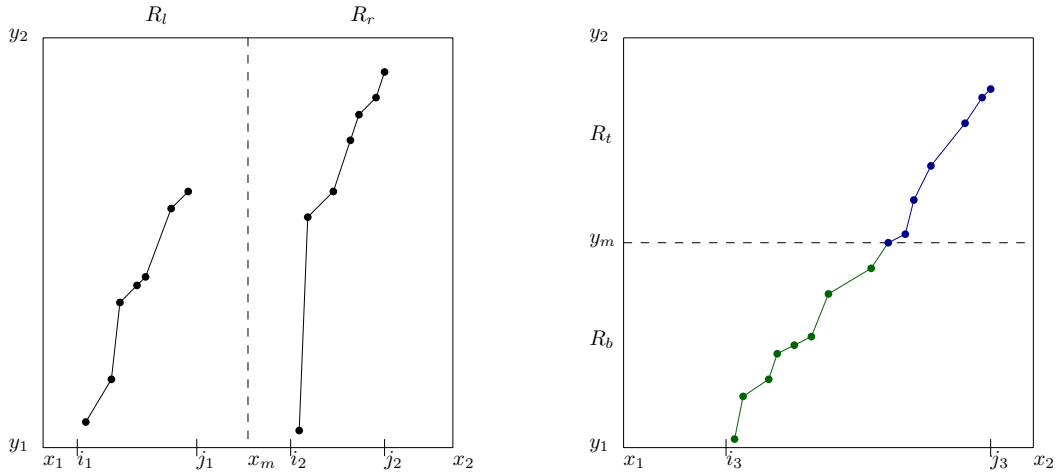 R_l R_r
y_2
y_1
x_1 i_1 j_1 x_m i_2 j_2 x_2
y_2
R_t
y_m
R_b
y_1
x_1 i_3 j_3 x_2